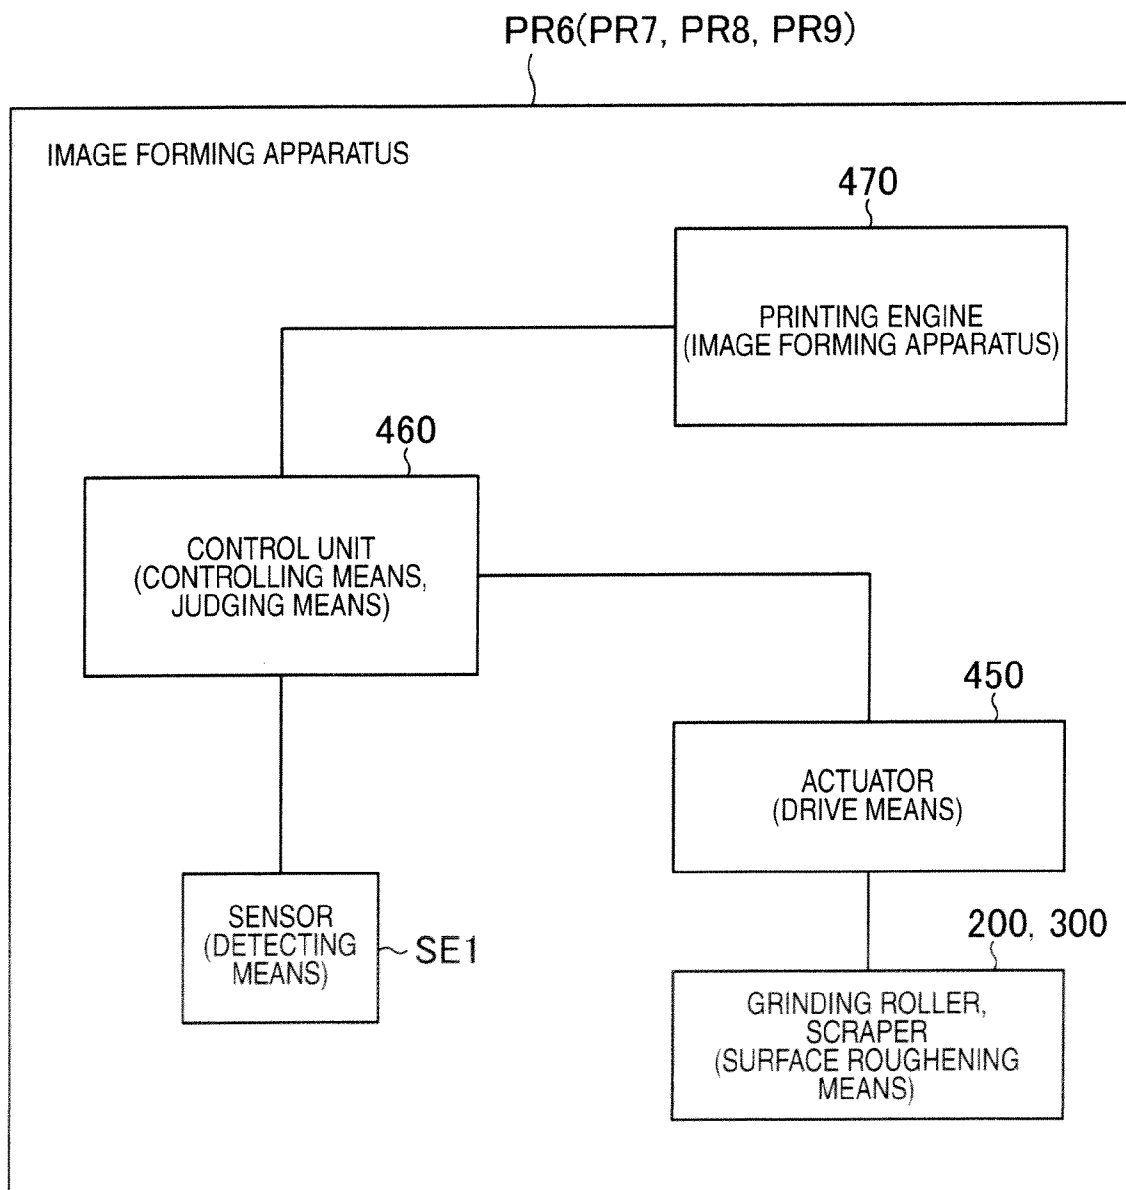 PR6(PR7, PR8, PR9)
IMAGE FORMING APPARATUS
470
PRINTING ENGINE
(IMAGE FORMING APPARATUS)
460
CONTROL UNIT
(CONTROLLING MEANS,
JUDGING MEANS)
450
ACTUATOR
(DRIVE MEANS)
SENSOR
(DETECTING
MEANS)
SE1
200, 300
GRINDING ROLLER,
SCRAPER
(SURFACE ROUGHENING
MEANS)